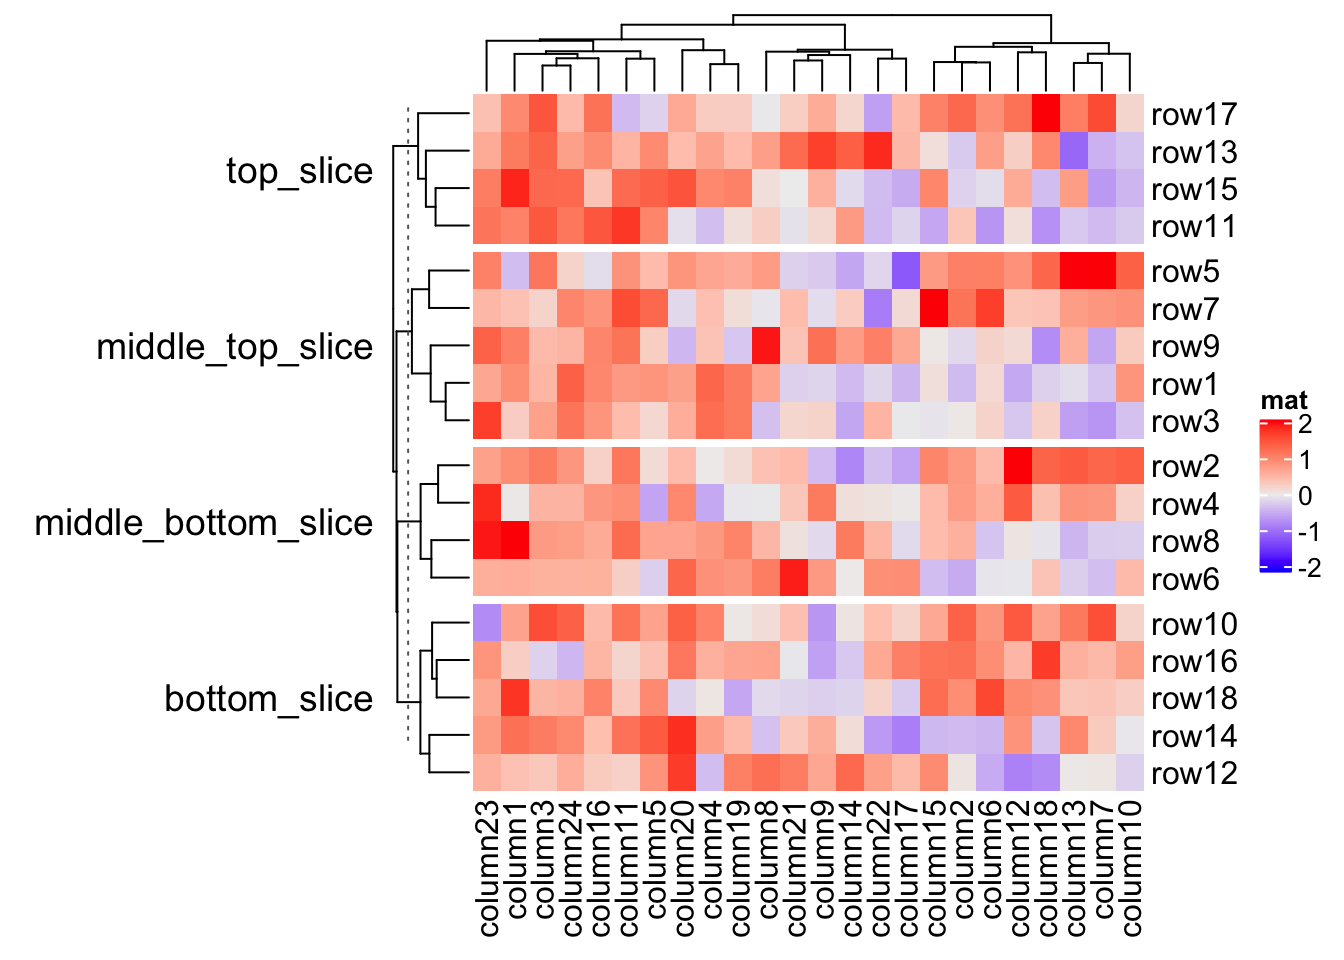 top_slice
middle_top_slice
middle_bottom_slice
bottom_slice
row17
row13
row15
row11
row5
row7
row9
row1
row3
row2
row4
row8
row6
row10
row16
row18
row14
row12
column23
column1
column3
column24
column16
column11
column5
column20
column4
column19
column8
column21
column9
column14
column22
column17
column15
column2
column6
column12
column18
column13
column7
column10
mat
2
1
0
-1
-2